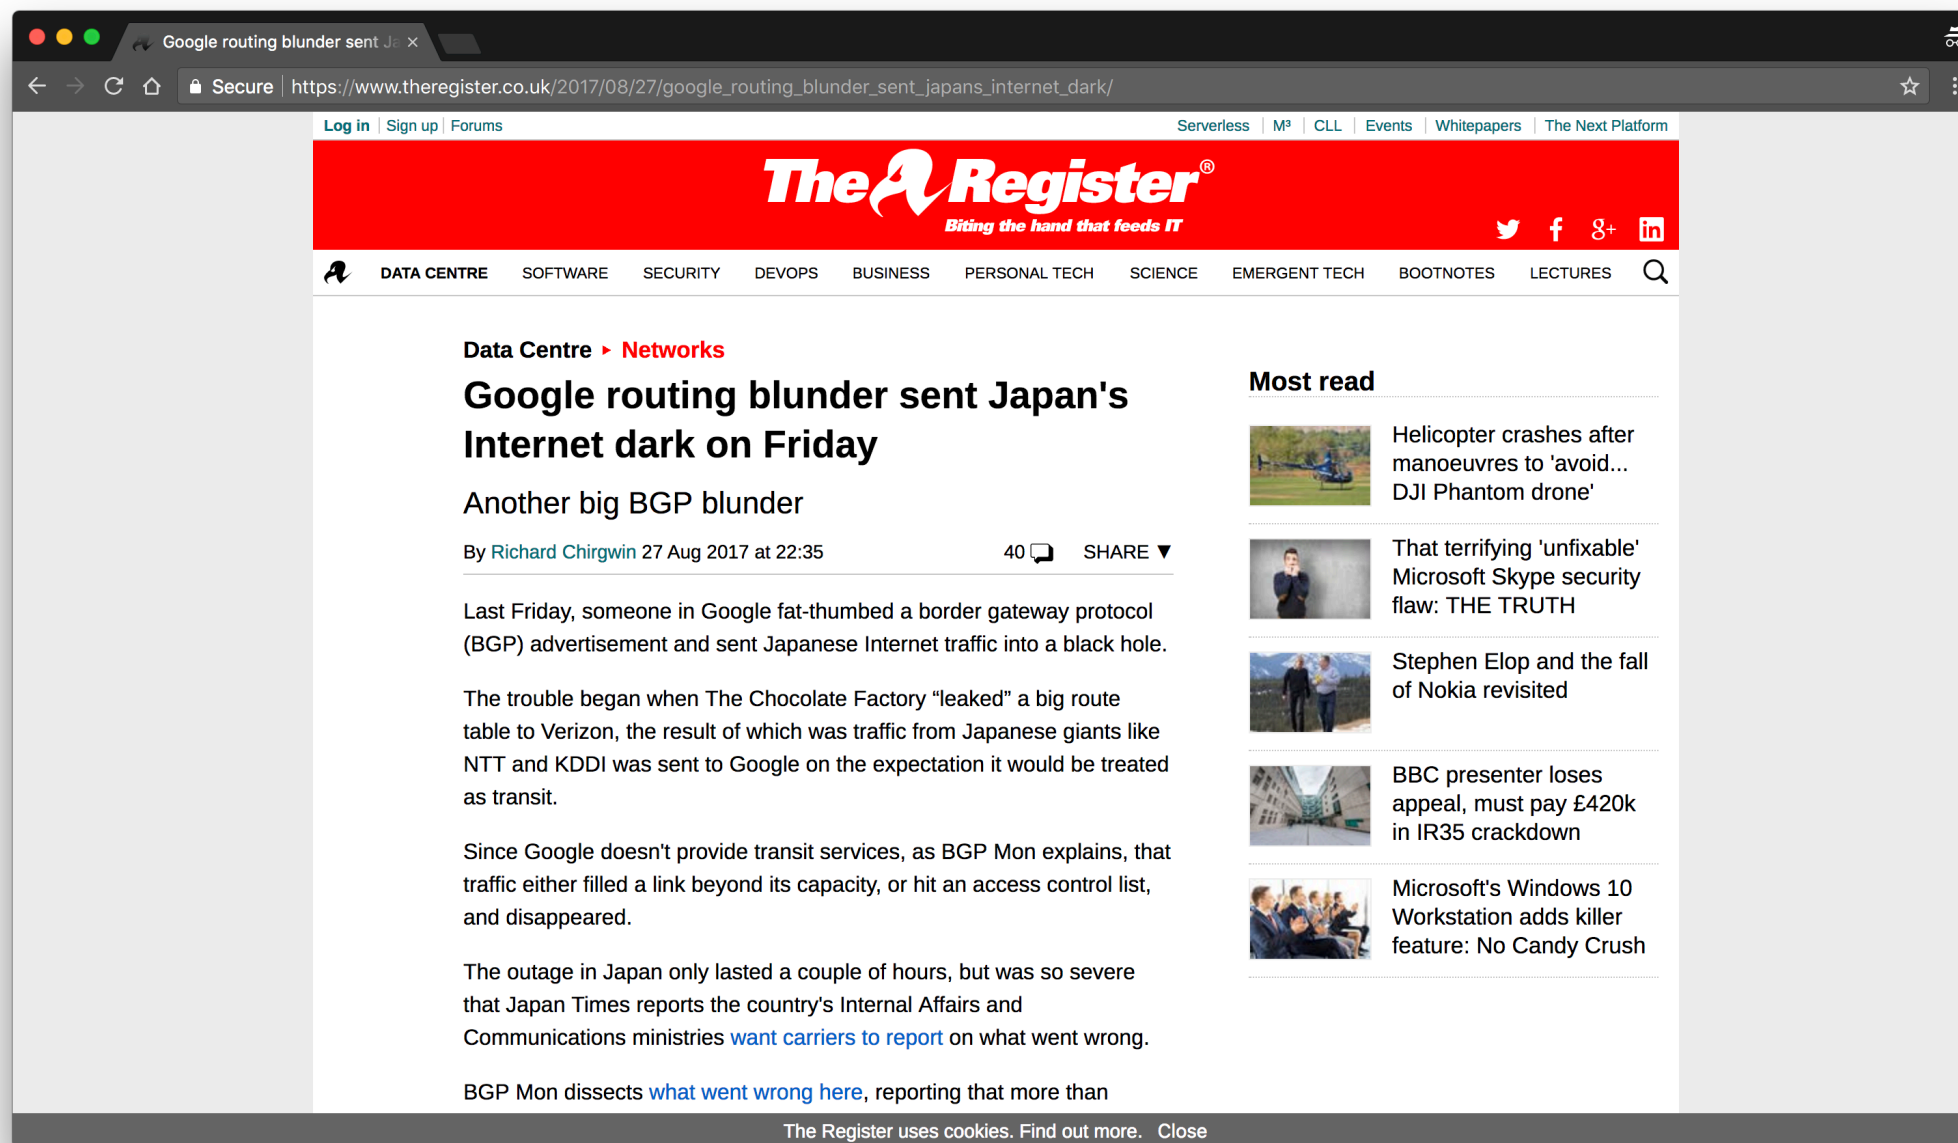 Google routing blunder sent Ja
Secure https://www.theregister.co.uk/2017/08/27/google_routing_blunder_sent_japans_internet_dark/
Log in Sign up Forums
Serverless M³ CLL Events Whitepapers The Next Platform
The Register®
Biting the hand that feeds IT
DATA CENTRE SOFTWARE SECURITY DEVOPS BUSINESS PERSONAL TECH SCIENCE EMERGENT TECH BOOTNOTES LECTURES
Data Centre ▸ Networks
Google routing blunder sent Japan's
Internet dark on Friday
Another big BGP blunder
By Richard Chirgwin 27 Aug 2017 at 22:35
40 SHARE ▼
Last Friday, someone in Google fat-thumbed a border gateway protocol
(BGP) advertisement and sent Japanese Internet traffic into a black hole.
The trouble began when The Chocolate Factory “leaked” a big route
table to Verizon, the result of which was traffic from Japanese giants like
NTT and KDDI was sent to Google on the expectation it would be treated
as transit.
Since Google doesn't provide transit services, as BGP Mon explains, that
traffic either filled a link beyond its capacity, or hit an access control list,
and disappeared.
The outage in Japan only lasted a couple of hours, but was so severe
that Japan Times reports the country's Internal Affairs and
Communications ministries want carriers to report on what went wrong.
BGP Mon dissects what went wrong here, reporting that more than
Most read
Helicopter crashes after
manoeuvres to 'avoid...
DJI Phantom drone'
That terrifying 'unfixable'
Microsoft Skype security
flaw: THE TRUTH
Stephen Elop and the fall
of Nokia revisited
BBC presenter loses
appeal, must pay £420k
in IR35 crackdown
Microsoft's Windows 10
Workstation adds killer
feature: No Candy Crush
The Register uses cookies. Find out more. Close